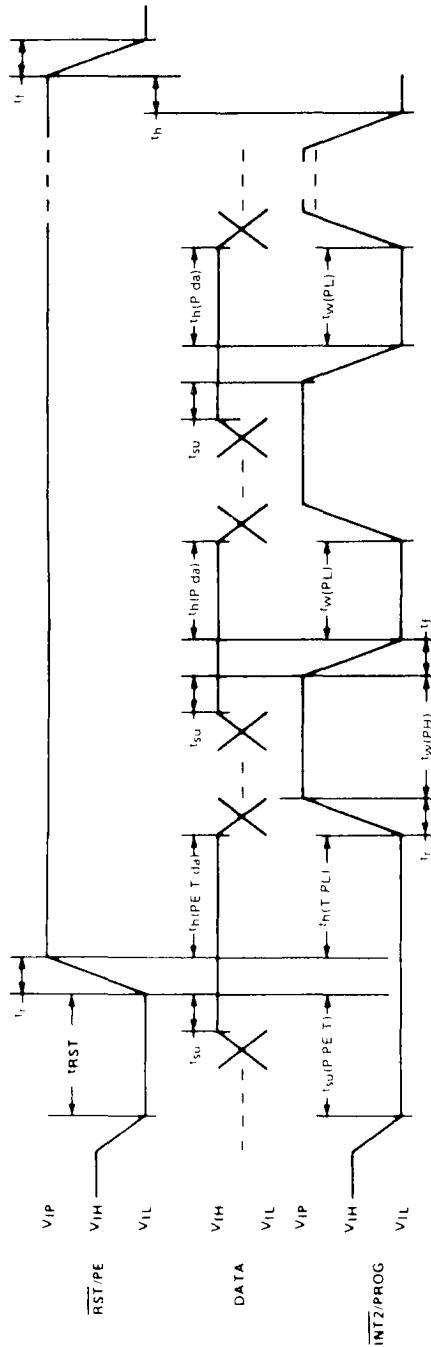 RST/PE
VIP
VIH
VIL
tRST
tr
tf
th
DATA
VIH
VIL
tsu
th(PE T da)
tsu
th(P da)
tsu
th(P da)
INT2/PROG
VIP
VIH
VIL
tsu(P PE T)
th(T PL)
tr
tw(PH)
tf
tw(PL)
tw(PL)